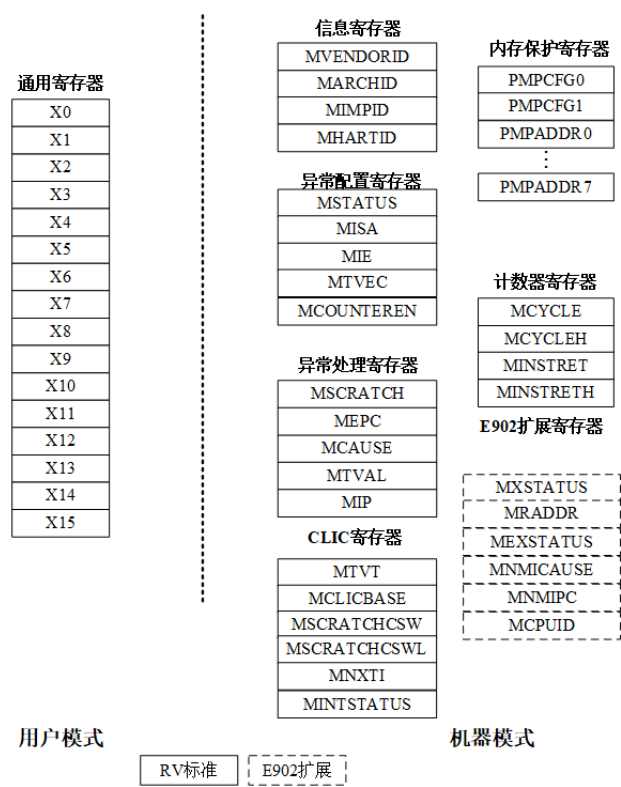 通用寄存器
X0
X1
X2
X3
X4
X5
X6
X7
X8
X9
X10
X11
X12
X13
X14
X15
用户模式
信息寄存器
MVENDORID
MARCHID
MIMPID
MHARTID
异常配置寄存器
MSTATUS
MISA
MIE
MTVEC
MCOUNTEREN
异常处理寄存器
MSCRATCH
MEPC
MCAUSE
MTVAL
MIP
CLIC寄存器
MTVT
MCLICBASE
MSCRATCHCSW
MSCRATCHCSWL
MNXTI
MINTSTATUS
内存保护寄存器
PMPCFG0
PMPCFG1
PMPADDR0
⋮
PMPADDR7
计数器寄存器
MCYCLE
MCYCLEH
MINSTRET
MINSTRETH
E902扩展寄存器
MXSTATUS
MRADDR
MEXSTATUS
MNMICAUSE
MNMIPC
MCPUID
机器模式
RV标准
E902扩展